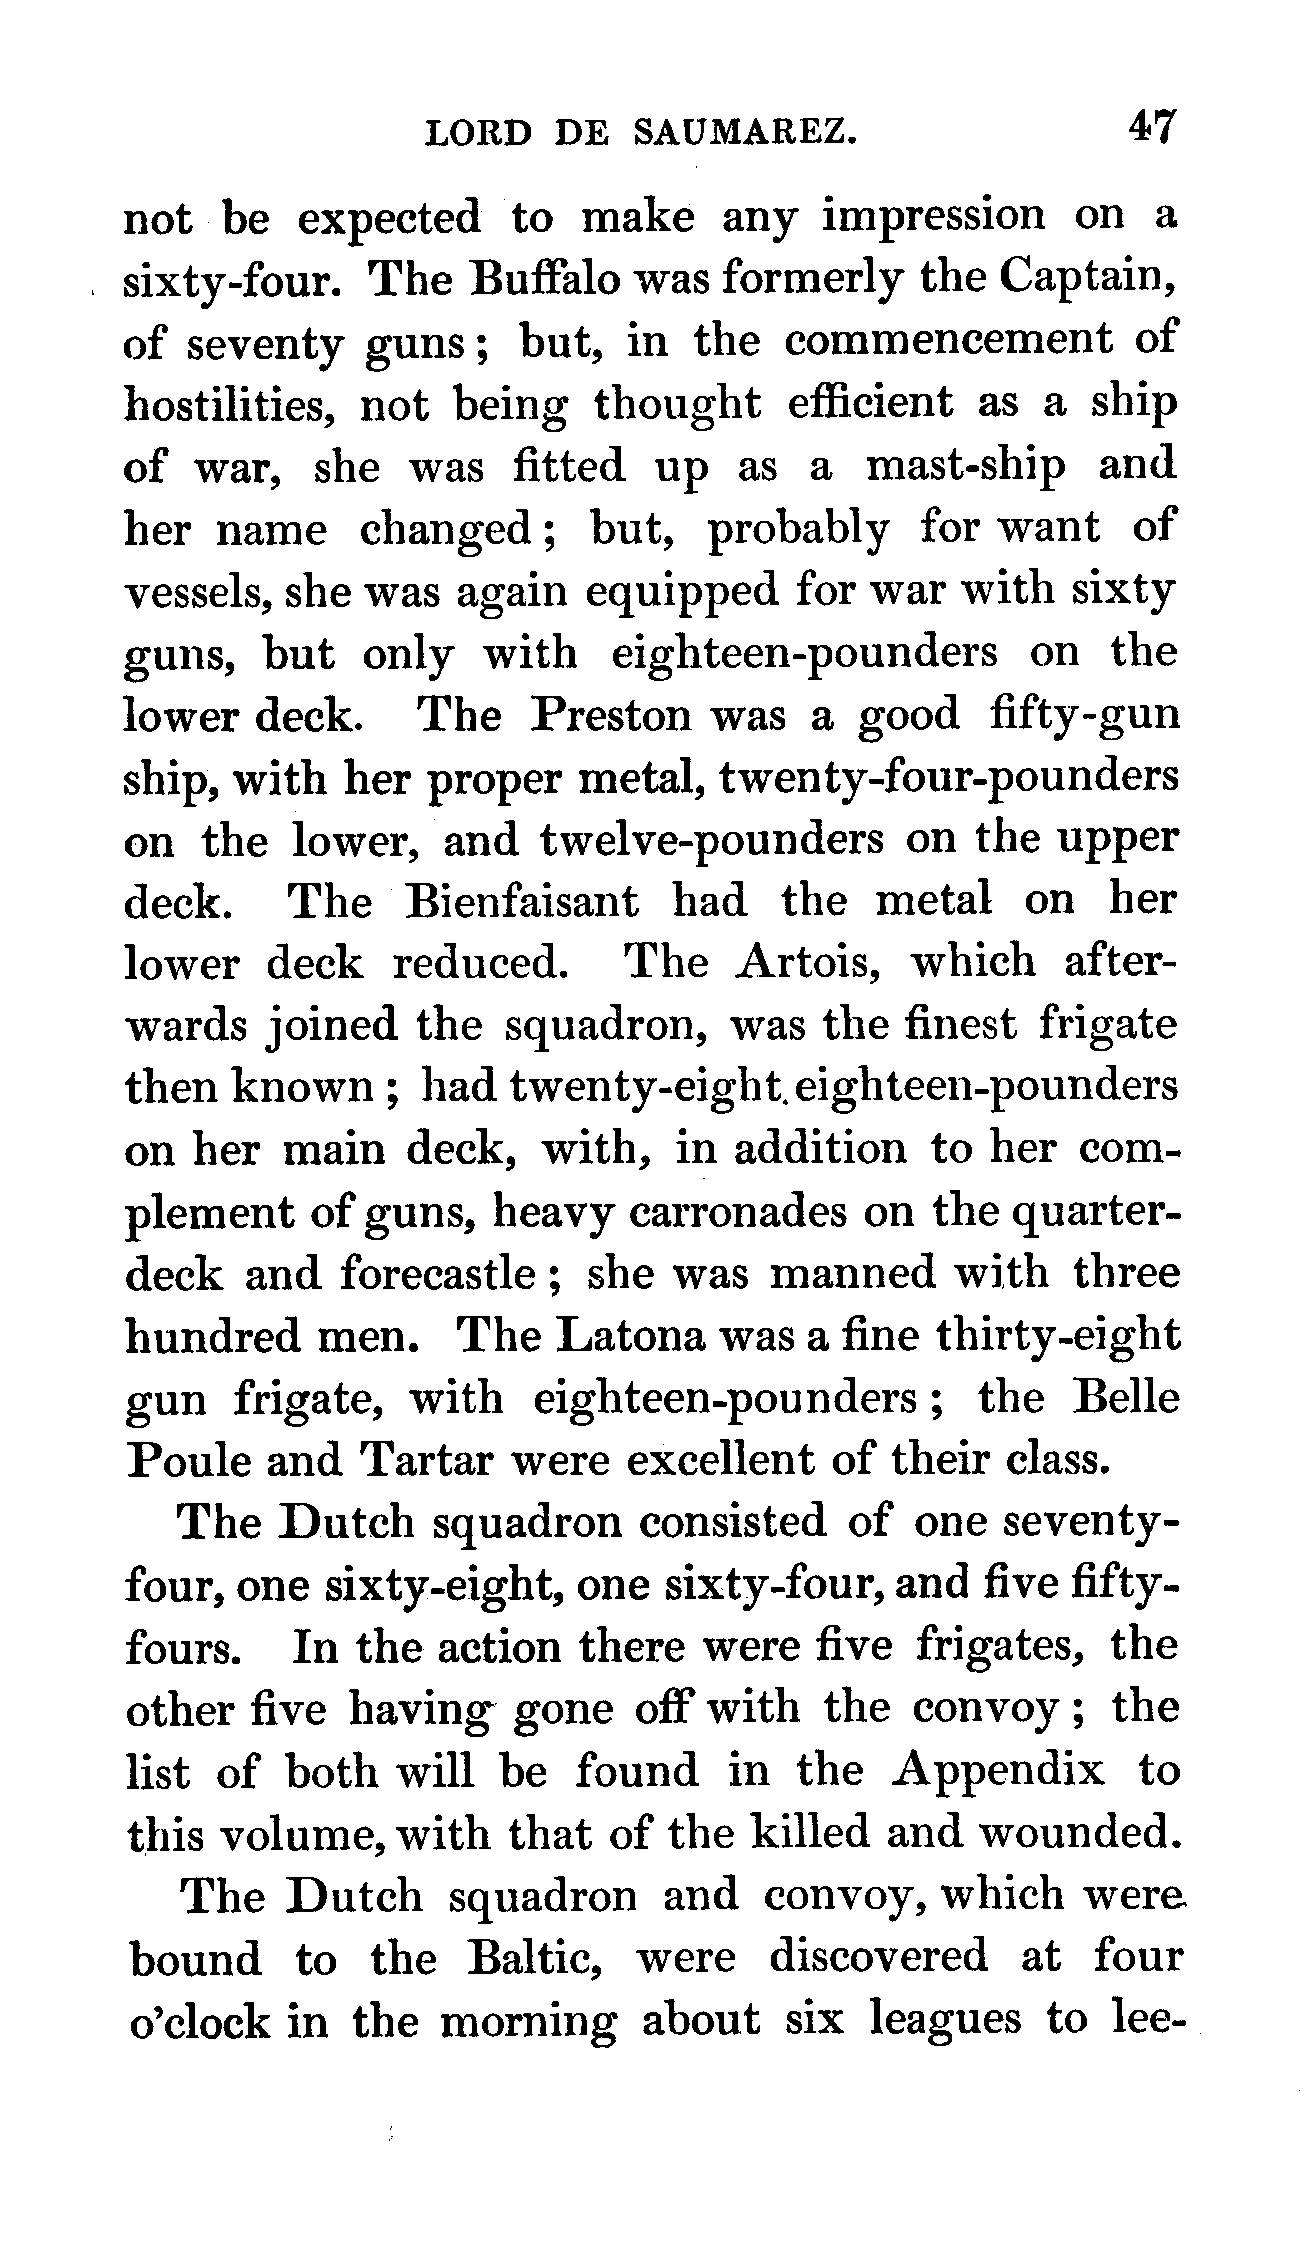 LORD DE SAUMAREZ. 47
not be expected to make any impression on a
sixty-four. The Buffalo was formerly the Captain,
of seventy guns ; but, in the commencement of
hostilities, not being thought efficient as a ship
of war, she was fitted up as a mast-ship and
her name changed ; but, probably for want of
vessels, she was again equipped for war with sixty
guns, but only with eighteen-pounders on the
lower deck. The Preston was a good fifty-gun
ship, with her proper metal, twenty-four-pounders
on the lower, and twelve-pounders on the upper
deck. The Bienfaisant had the metal on her
lower deck reduced. The Artois, which after-
wards joined the squadron, was the finest frigate
then known ; had twenty-eight eighteen-pounders
on her main deck, with, in addition to her com-
plement of guns, heavy carronades on the quarter-
deck and forecastle ; she was manned with three
hundred men. The Latona was a fine thirty-eight
gun frigate, with eighteen-pounders ; the Belle
Poule and Tartar were excellent of their class.
The Dutch squadron consisted of one seventy-
four, one sixty-eight, one sixty-four, and five fifty-
fours. In the action there were five frigates, the
other five having gone off with the convoy ; the
list of both will be found in the Appendix to
this volume, with that of the killed and wounded.
The Dutch squadron and convoy, which were
bound to the Baltic, were discovered at four
o'clock in the morning about six leagues to lee-